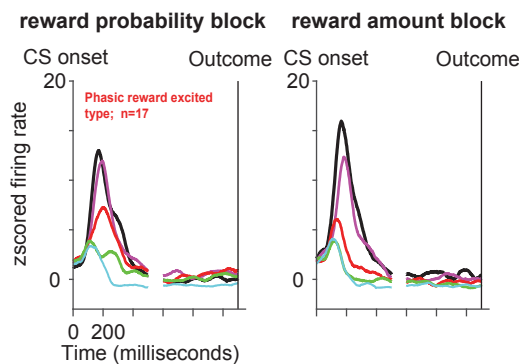 reward probability block
reward amount block
CS onset
Outcome
CS onset
Outcome
20
20
Phasic reward excited
type; n=17
zscored firing rate
0
0
0 200
Time (milliseconds)